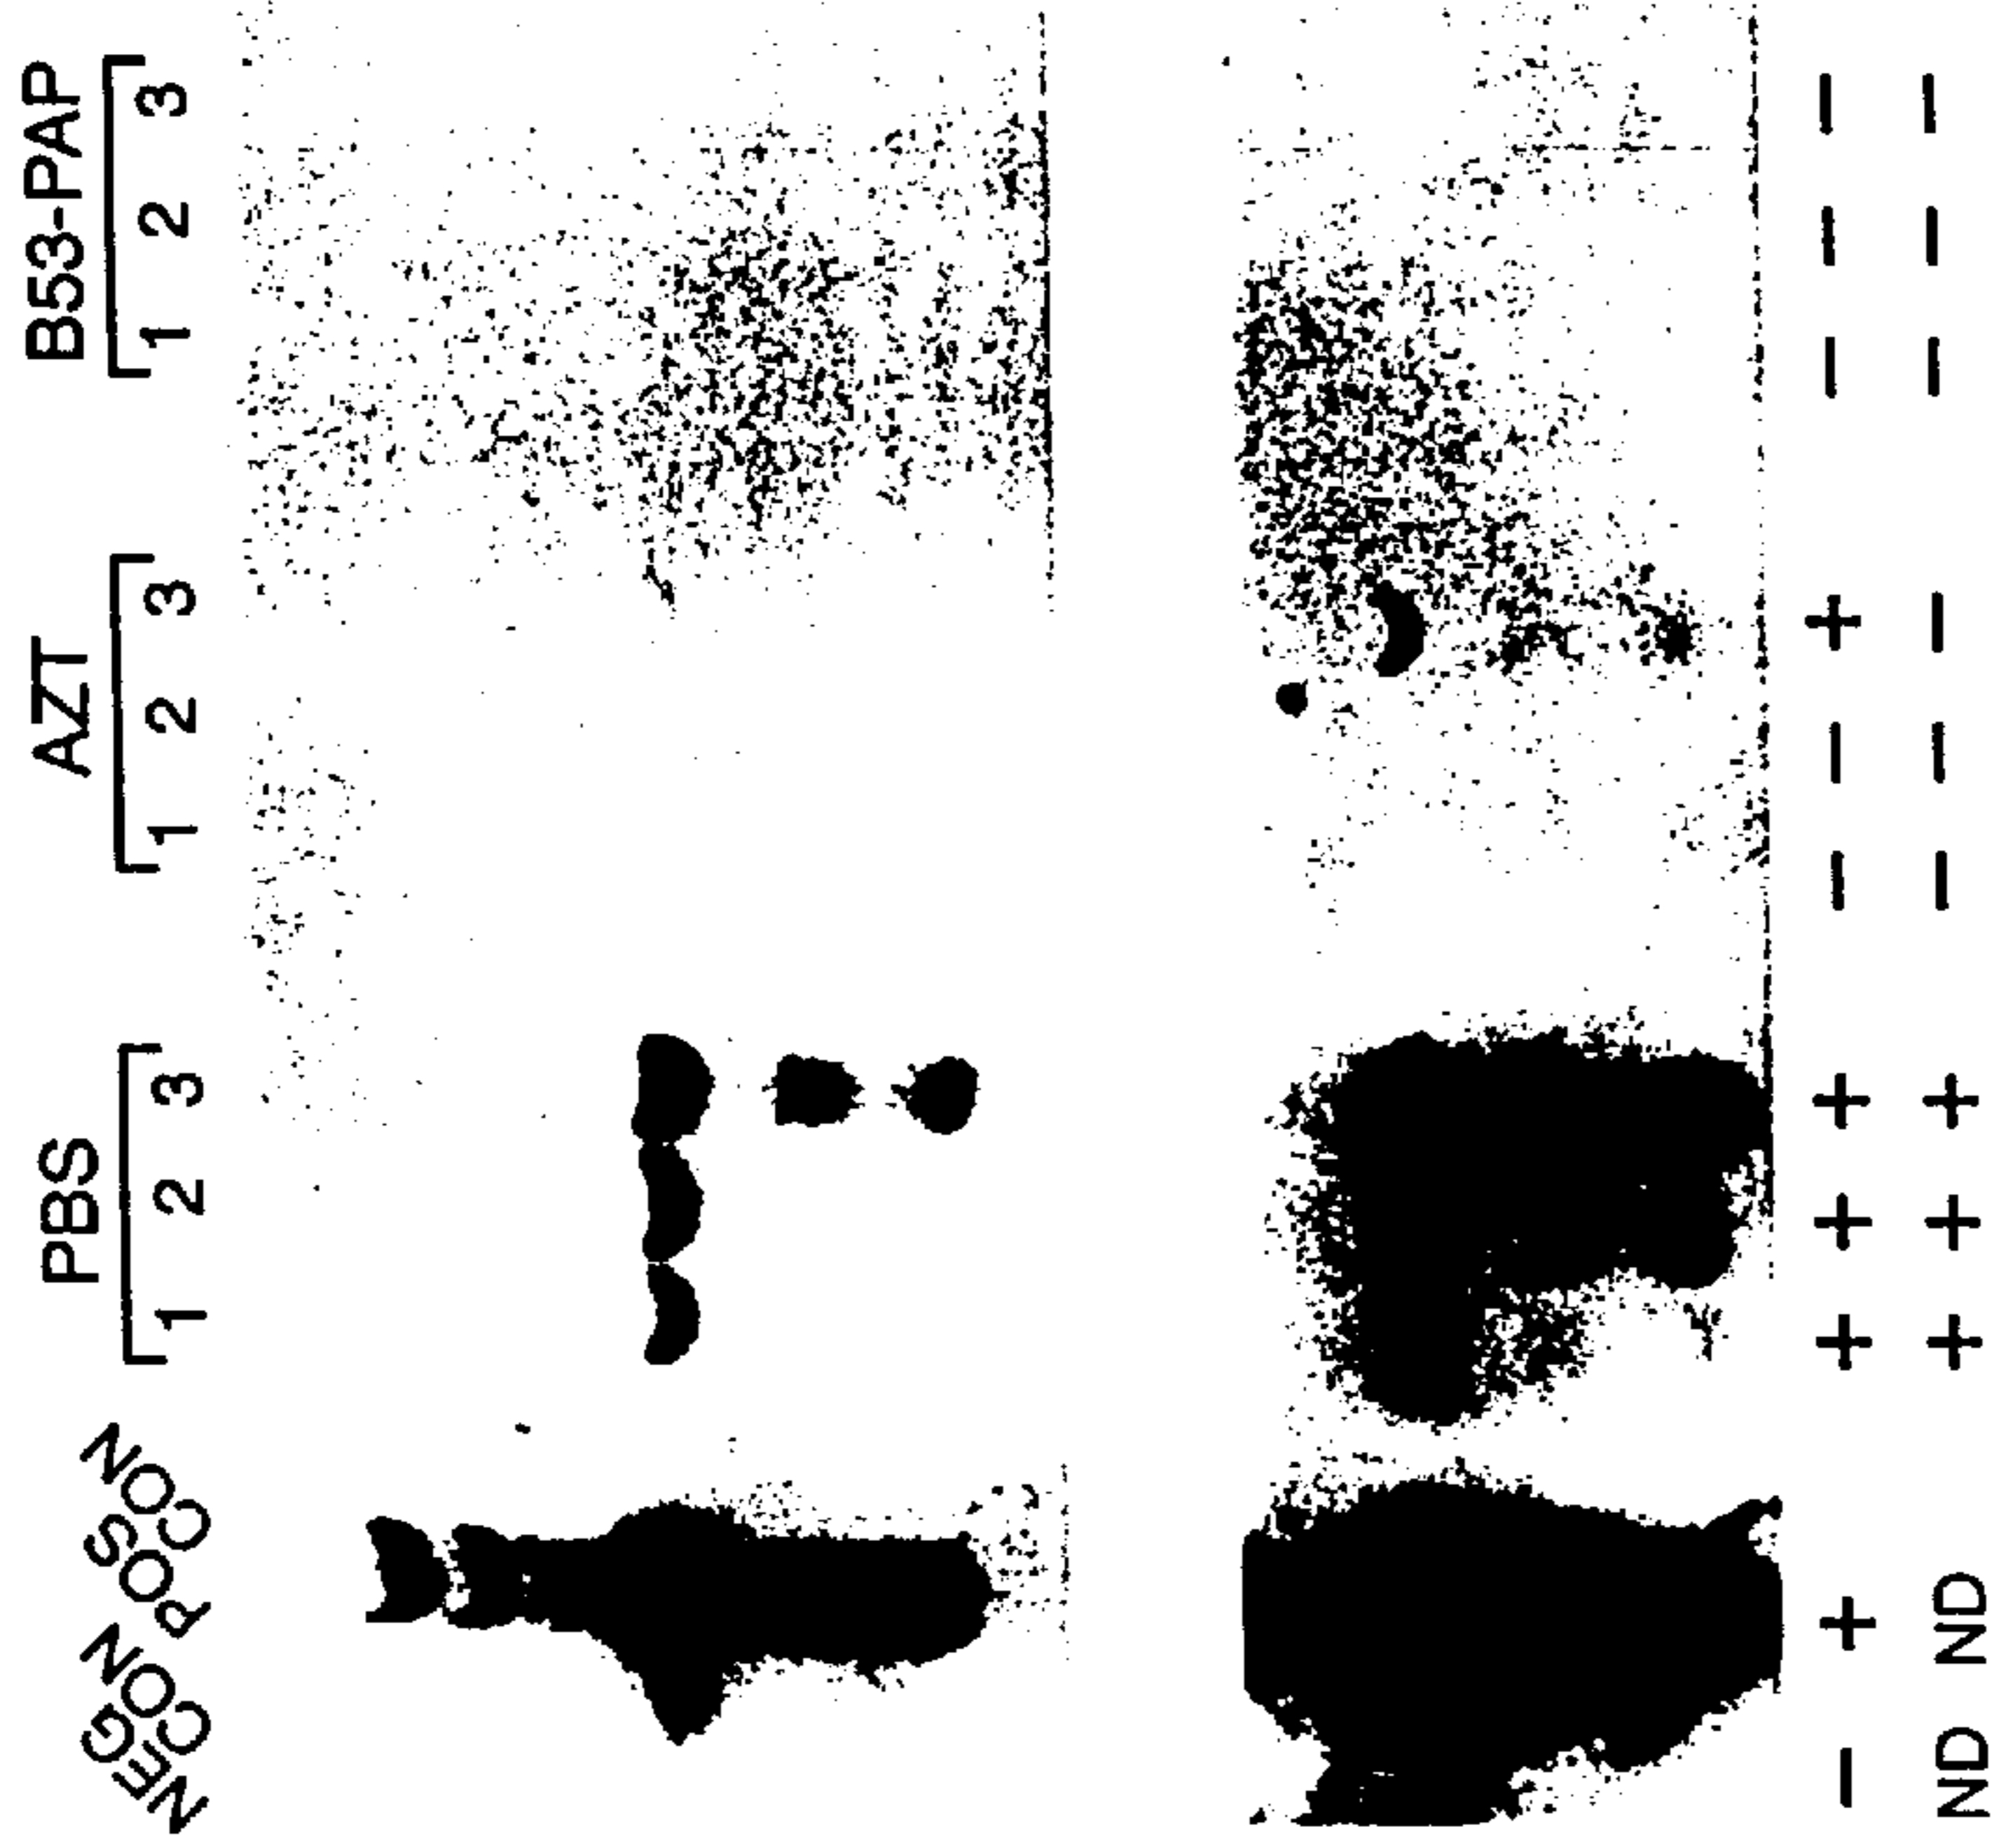 NEG CON POS CON PBS AZT B53-PAP
1 2 3 1 2 3 1 2 3
− + + + + − − + − − −
ND ND + + + − − − − − −